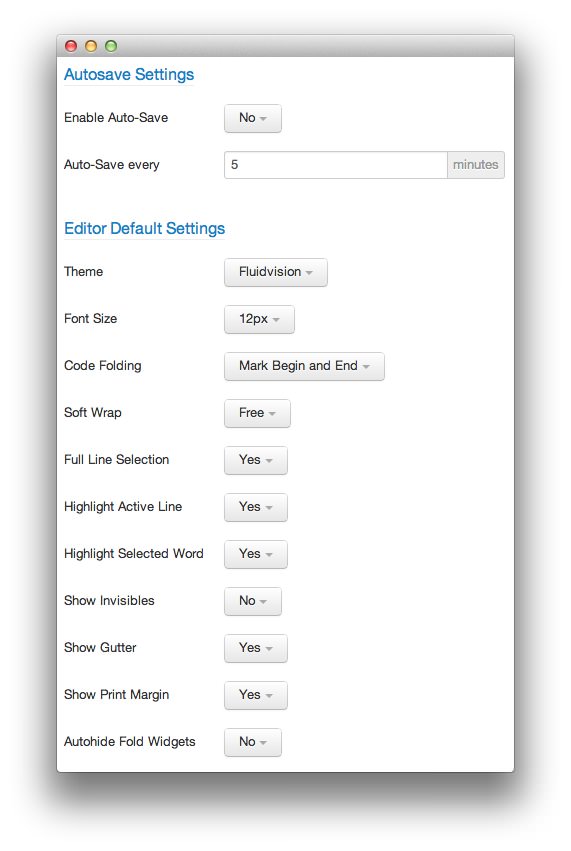 Autosave Settings
Enable Auto-Save No
Auto-Save every 5 minutes
Editor Default Settings
Theme Fluidvision
Font Size 12px
Code Folding Mark Begin and End
Soft Wrap Free
Full Line Selection Yes
Highlight Active Line Yes
Highlight Selected Word Yes
Show Invisibles No
Show Gutter Yes
Show Print Margin Yes
Autohide Fold Widgets No